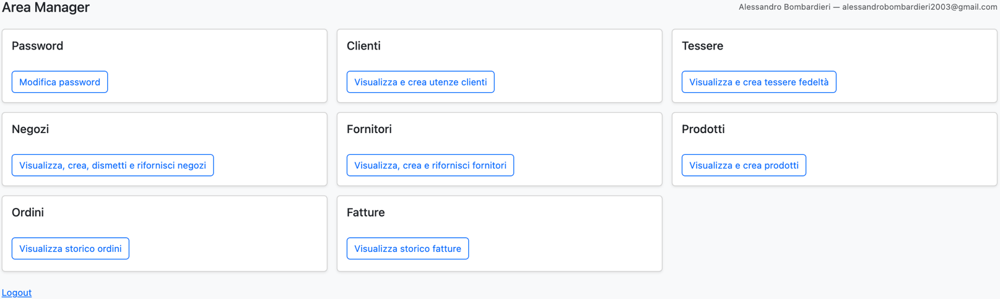 Area Manager
Alessandro Bombardieri — alessandrobombardieri2003@gmail.com
Password
Modifica password
Clienti
Visualizza e crea utenze clienti
Tessere
Visualizza e crea tessere fedeltà
Negozi
Visualizza, crea, dismetti e rifornisci negozi
Fornitori
Visualizza, crea e rifornisci fornitori
Prodotti
Visualizza e crea prodotti
Ordini
Visualizza storico ordini
Fatture
Visualizza storico fatture
Logout